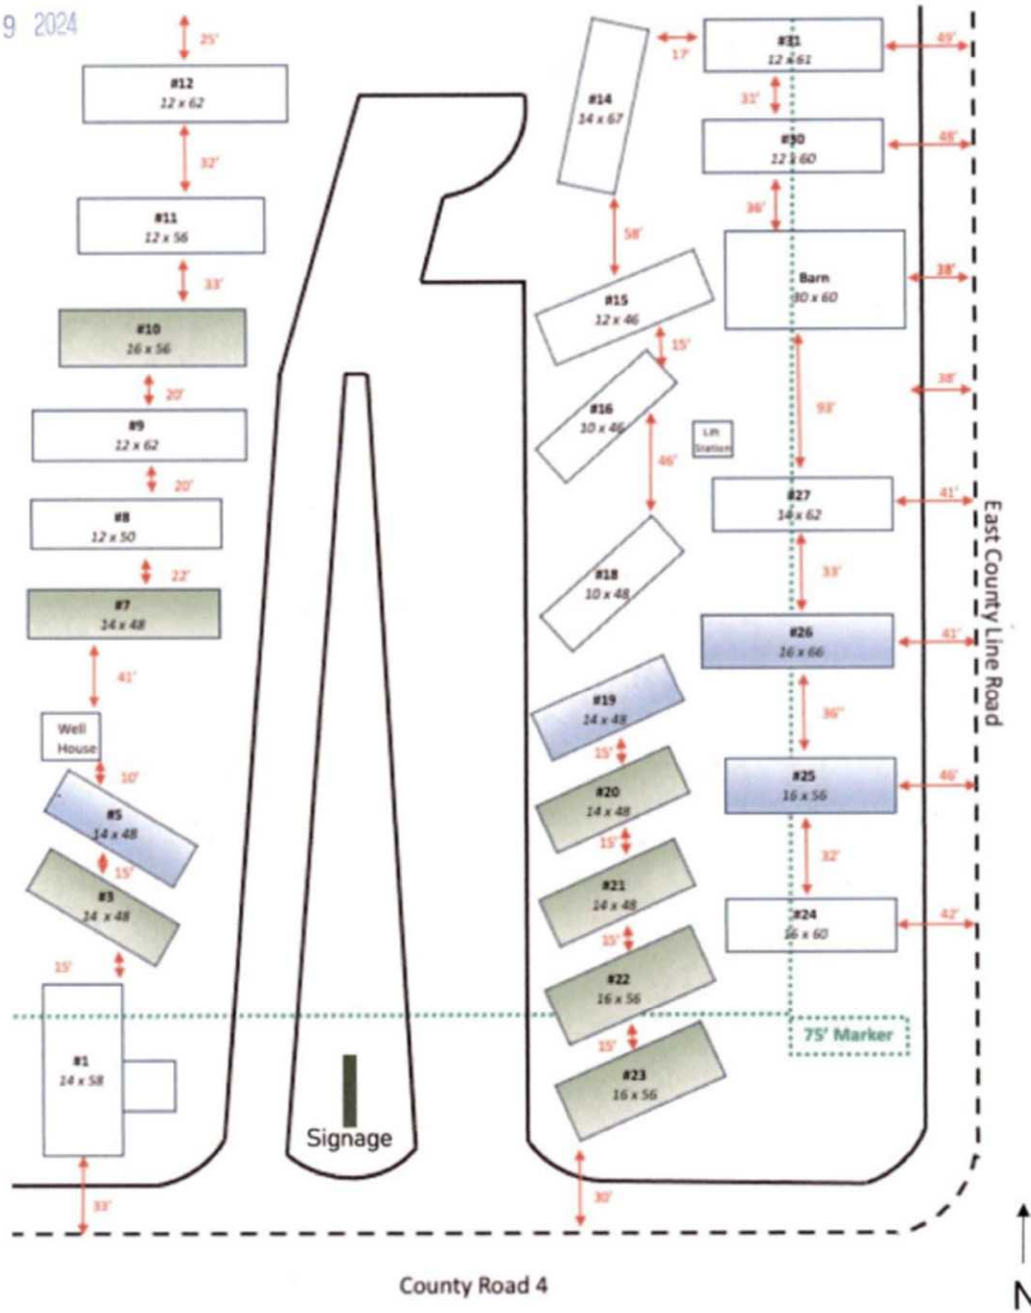 9 2024
25'
#12
12 x 62
32'
#11
12 x 56
33'
#10
16 x 56
20'
#9
12 x 62
20'
#8
12 x 50
22'
#7
14 x 48
41'
Well
House
10'
#5
14 x 48
15'
#3
14 x 48
15'
#1
14 x 58
33'
Signage
#14
14 x 67
17'
58'
#15
12 x 46
15'
#16
10 x 46
46'
Lift
Station
#18
10 x 48
#19
14 x 48
15'
#20
14 x 48
15'
#21
14 x 48
15'
#22
16 x 56
15'
#23
16 x 56
30'
#31
12 x 61
49'
31'
#30
12 x 60
48'
36'
Barn
30 x 60
38'
38'
93'
#27
14 x 62
41'
33'
#26
16 x 66
41'
36"
#25
16 x 56
46'
32'
#24
16 x 60
42'
75' Marker
East County Line Road
County Road 4
N